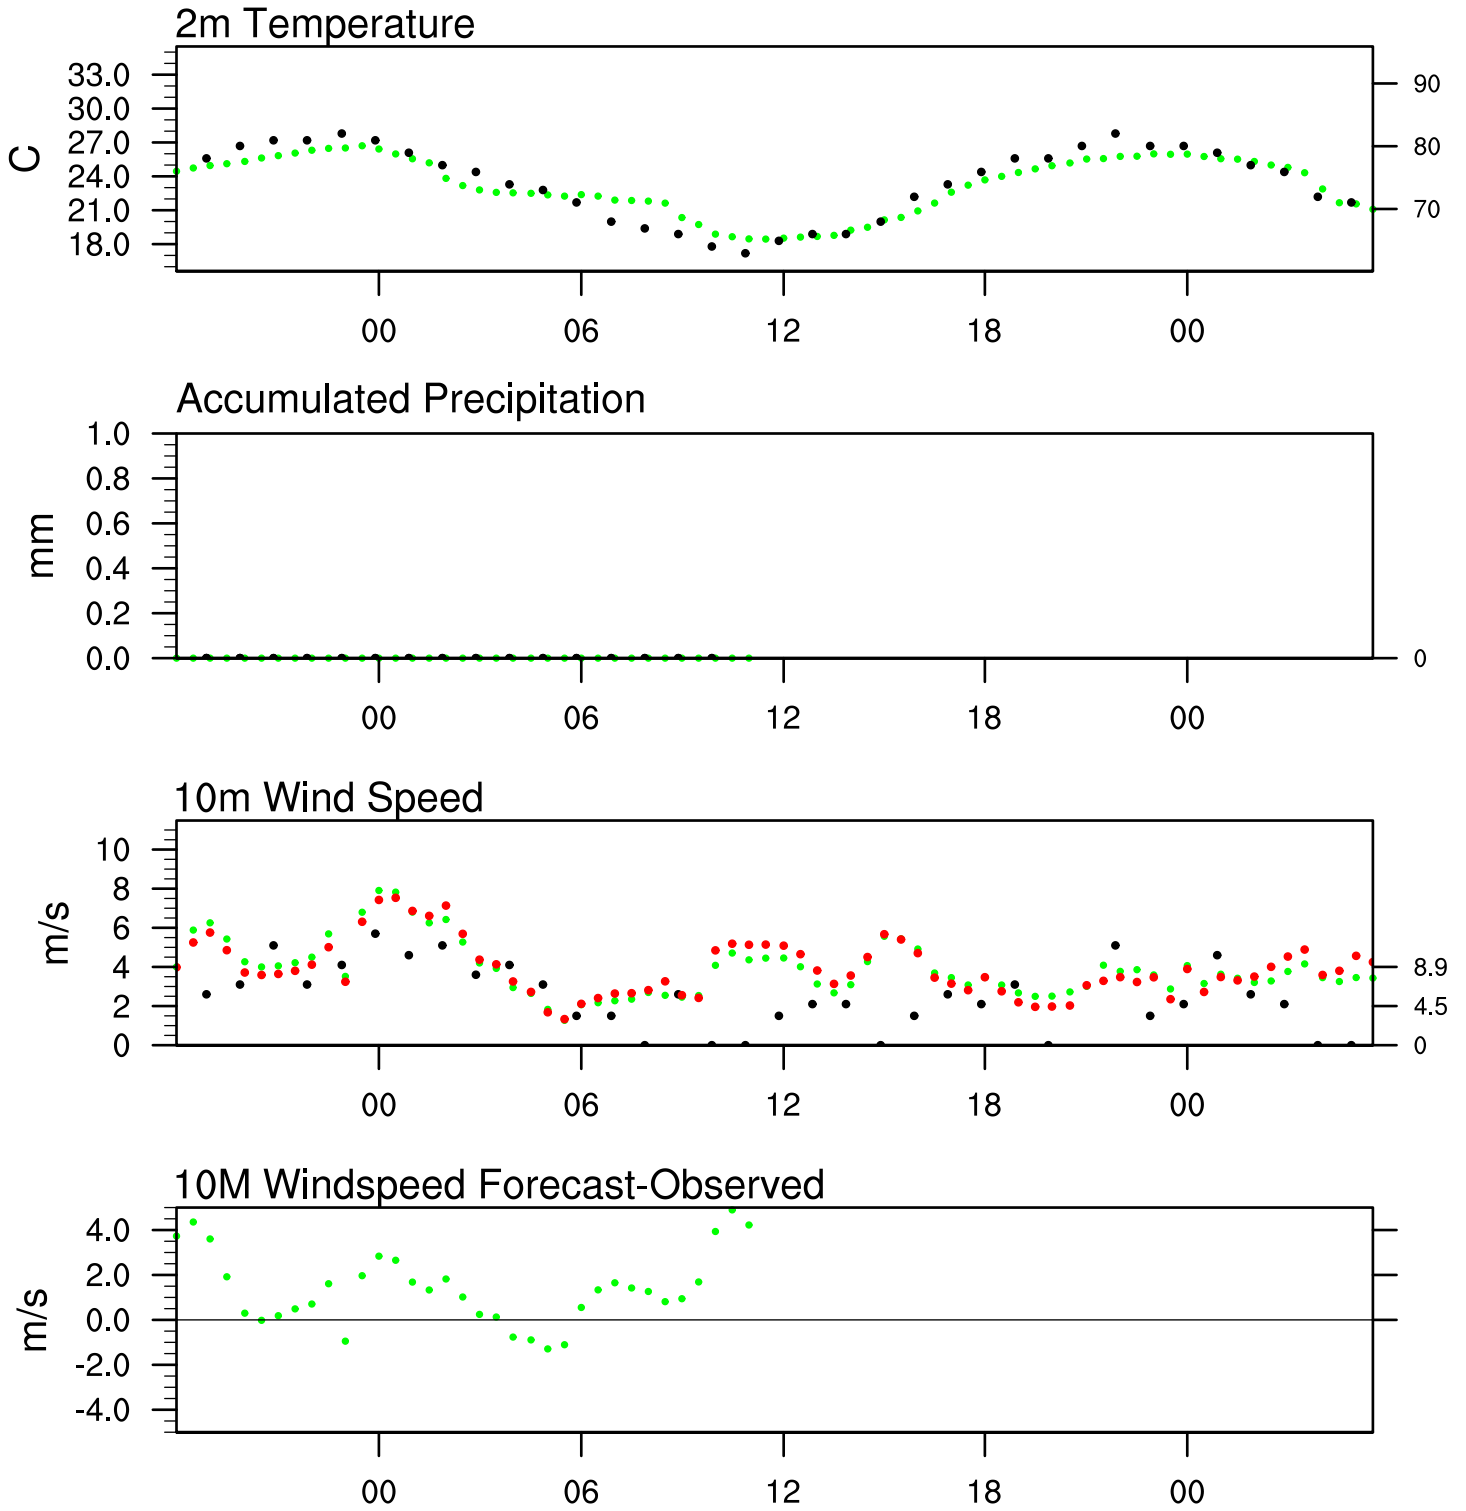 2m Temperature
33.0
30.0
27.0
24.0
21.0
18.0
C
90
80
70
00 06 12 18 00
Accumulated Precipitation
1.0
0.8
0.6
0.4
0.2
0.0
mm
0
00 06 12 18 00
10m Wind Speed
10
8
6
4
2
0
m/s
8.9
4.5
0
00 06 12 18 00
10M Windspeed Forecast-Observed
4.0
2.0
0.0
-2.0
-4.0
m/s
00 06 12 18 00